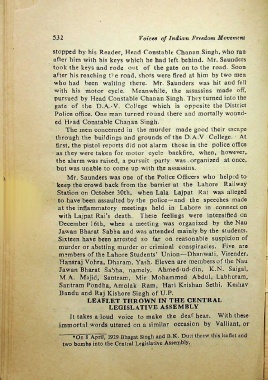 532 Voices of Indian Freedom Movement
stopped by his Reader, Head Constable Chanan Singh, who ran
after him with his keys which he had left behind. Mr. Saunders
took the keys and rode out of the gate on to the road. Soon
after his reaching the road, shots were fired at him by two men
who had been waiting there. Mr. Saunders was hit and fell
with his motor cycle. Meanwhile, the assassins made off,
pursued by Head Constable Chanan Singh. They turned into the
gate of the D.A.-V. College which is opposite the District
Police office. One man turned round there and mortally wound-
ed Head Constable Chanan Singh.
The men concerned in the murder made good their escape
through the buildings and grounds of the D.A.V College. At
first, the pistol reports did not alarm those in the police office
as they were taken for motor cycle backfire, when, however,
the alarm was raised, a pursuit party was organized at once,
but was unable to come up with the assassins.
Mr. Saunders was one of the Police Officers who helped to
keep the crowd back from the barrier at the Lahore Railway
Station on October 30th, when Lala Lajpat Rai was alleged
to have been assaulted by the police—and the speeches made
at the inflammatory meetings held in Lahore in connection
with Lajpat Rai's death. These feelings were intensified on
December 16th, when a meeting was organized by the Nau
Jawan Bharat Sabha and was attended mainly by the students.
Sixteen have been arrested so far on reasonable suspicion of
murder or abetting murder or criminal conspiracies. Five are
members of the Lahore Students' Union—Dhanwati, Virender,
Hansraj Vohra, Dharam, Yash. Eleven are members of the Nau
Jawan Bharat Sabha, namely, Ahmed-ud-din, K.N. Saigal,
M.A. Majid, Santram, Mir Mohammed Abdul, Labhuram,
Santram Pondha, Amolak Ram, Hari Krishan Sethi, Keshav
Bandu and Raj Kishore Singh of U.P.
LEAFLET THROWN IN THE CENTRAL
LEGISLATIVE ASSEMBLY
It takes a loud voice to make the deaf hear. With these
immortal words uttered on a similar occasion by Valliant, or
*On 8 April, 1929 Bhagat Singh and B.K. Dutt threw this leaflet and
two bombs into the Central Legislative Assembly.